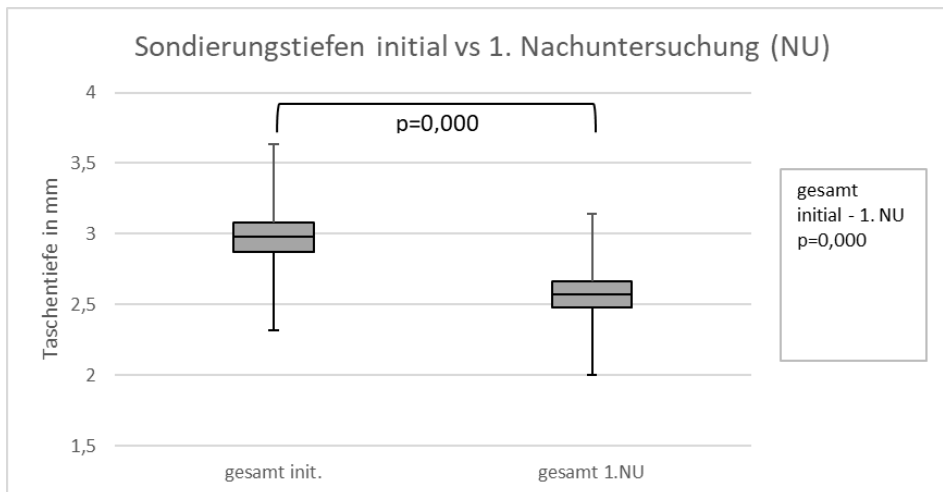 Sondierungstiefen initial vs 1. Nachuntersuchung (NU)
4
p=0,000
3,5
3
2,5
2
1,5
Taschentiefe in mm
gesamt init.
gesamt 1.NU
gesamt
initial - 1. NU
p=0,000